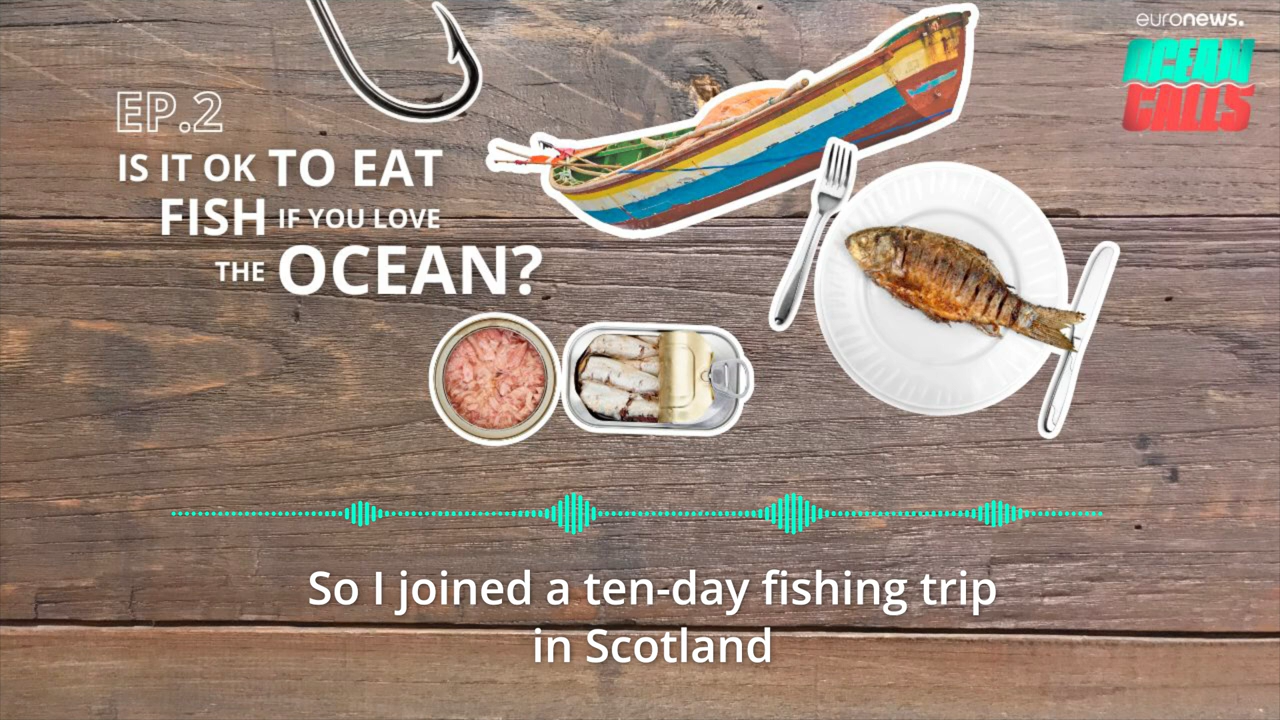 euronews.
OCEAN
CALLS
EP.2
IS IT OK TO EAT
FISH IF YOU LOVE
THE OCEAN?
So I joined a ten-day fishing trip
in Scotland